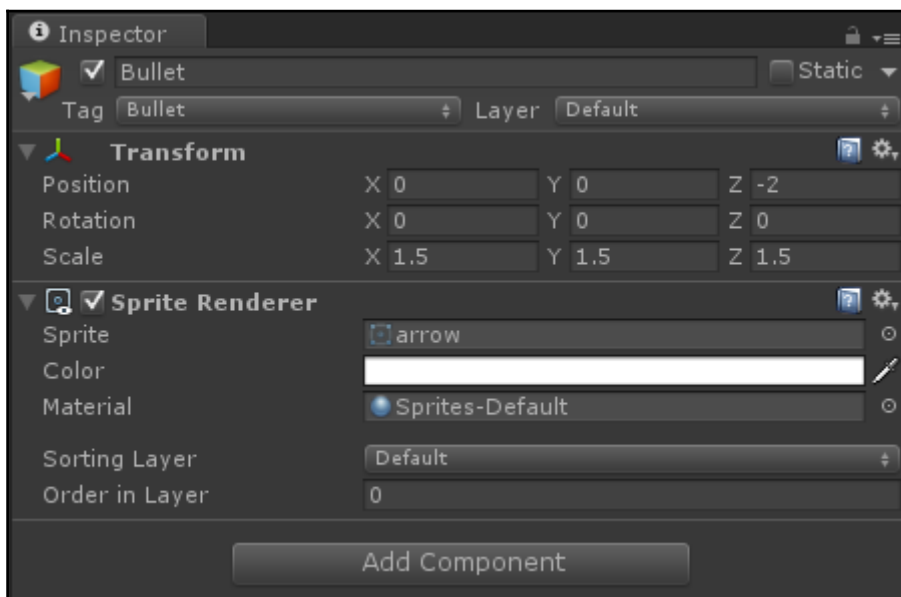 Inspector
Bullet Static
Tag Bullet Layer Default
Transform
Position X 0 Y 0 Z -2
Rotation X 0 Y 0 Z 0
Scale X 1.5 Y 1.5 Z 1.5
Sprite Renderer
Sprite arrow
Color
Material Sprites-Default
Sorting Layer Default
Order in Layer 0
Add Component